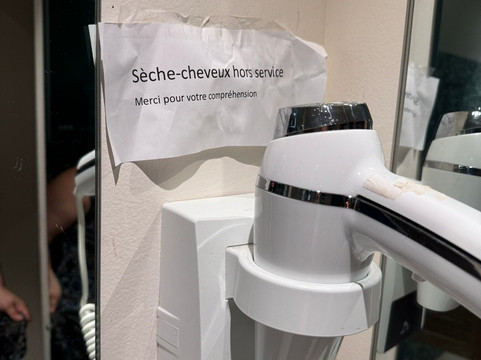 Sèche-cheveux hors service
Merci pour votre compréhension